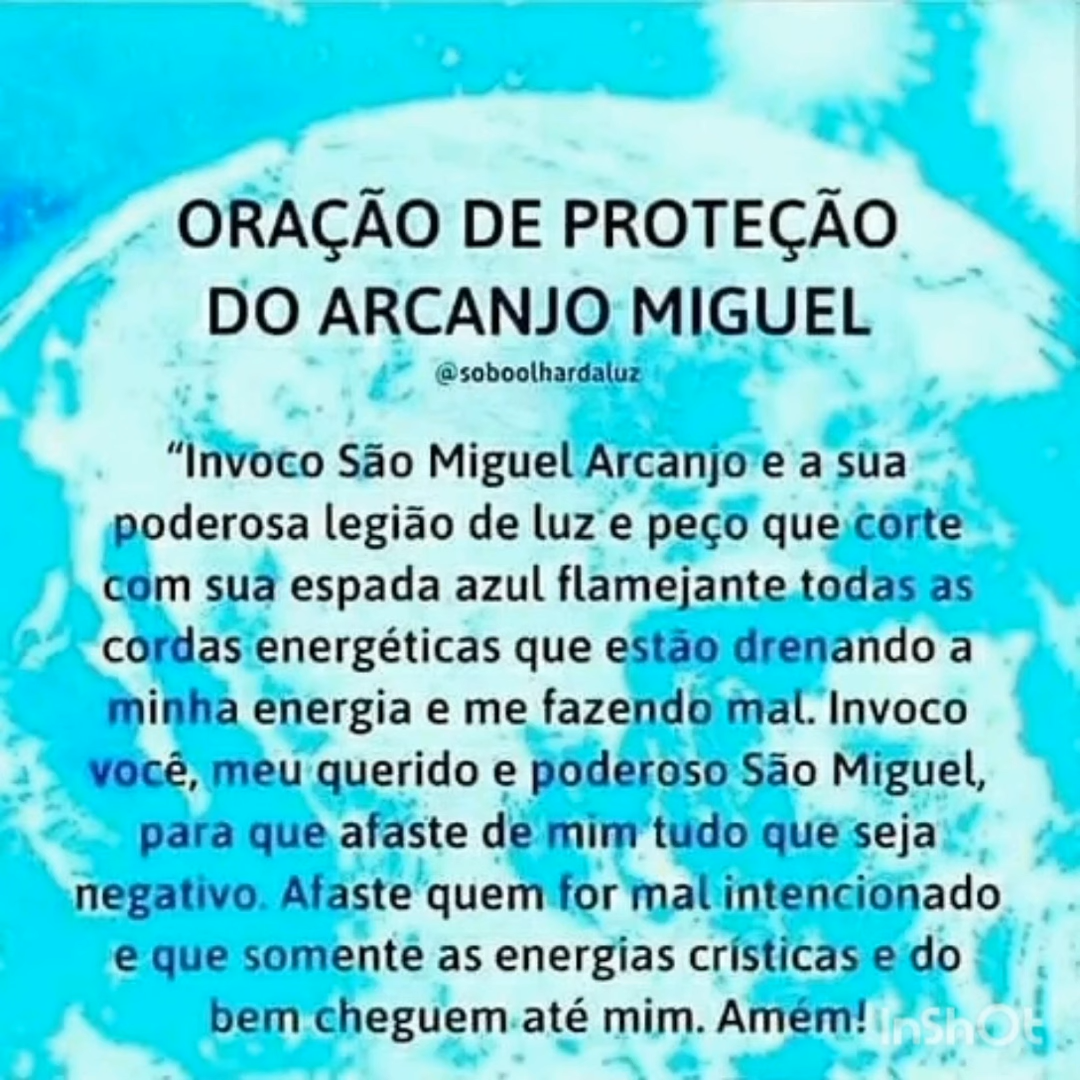 ORAÇÃO DE PROTEÇÃO
DO ARCANJO MIGUEL
@soboolhardaluz
“Invoco São Miguel Arcanjo e a sua
poderosa legião de luz e peço que corte
com sua espada azul flamejante todas as
cordas energéticas que estão drenando a
minha energia e me fazendo mal. Invoco
você, meu querido e poderoso São Miguel,
para que afaste de mim tudo que seja
negativo. Afaste quem for mal intencionado
e que somente as energias crísticas e do
bem cheguem até mim. Amém!
InShOt